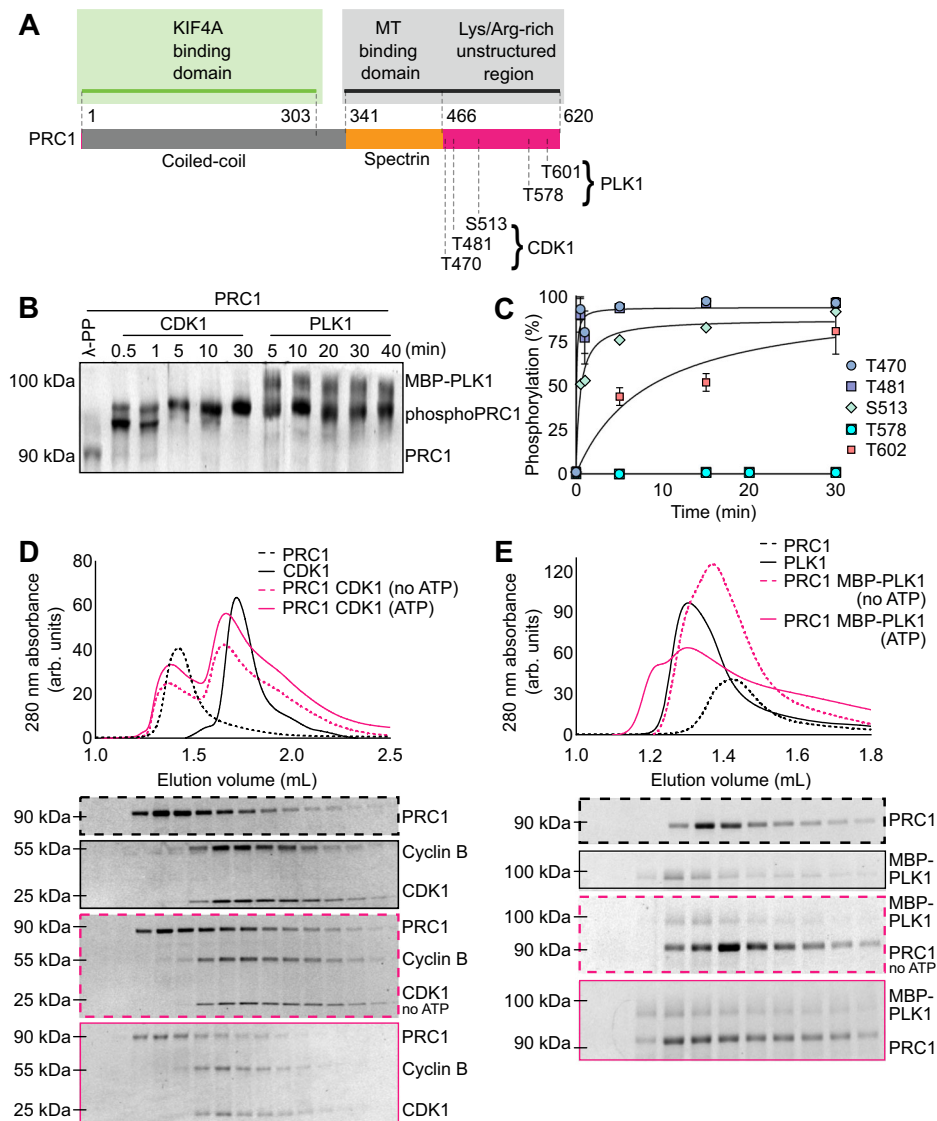 A
KIF4A
binding
domain
MT
binding
domain
Lys/Arg-rich
unstructured
region
1 303 341 466 620
PRC1
Coiled-coil
Spectrin
T601
T578
} PLK1
S513
T481
T470
} CDK1
B
PRC1
λ-PP
CDK1 PLK1
0.5 1 5 10 30 5 10 20 30 40 (min)
100 kDa
90 kDa
MBP-PLK1
phosphoPRC1
PRC1
C
Phosphorylation (%)
100
75
50
25
0
0 10 20 30
Time (min)
T470
T481
S513
T578
T602
D
PRC1
CDK1
PRC1 CDK1 (no ATP)
PRC1 CDK1 (ATP)
280 nm absorbance
(arb. units)
80
60
40
20
0
1.0 1.5 2.0 2.5
Elution volume (mL)
90 kDa PRC1
55 kDa Cyclin B
25 kDa CDK1
90 kDa PRC1
55 kDa Cyclin B
25 kDa CDK1
no ATP
90 kDa PRC1
55 kDa Cyclin B
25 kDa CDK1
E
PRC1
PLK1
PRC1 MBP-PLK1
(no ATP)
PRC1 MBP-PLK1
(ATP)
280 nm absorbance
(arb. units)
120
90
60
30
0
1.0 1.2 1.4 1.6 1.8
Elution volume (mL)
90 kDa PRC1
100 kDa MBP-
PLK1
100 kDa MBP-
PLK1
90 kDa PRC1
no ATP
100 kDa MBP-
PLK1
90 kDa PRC1